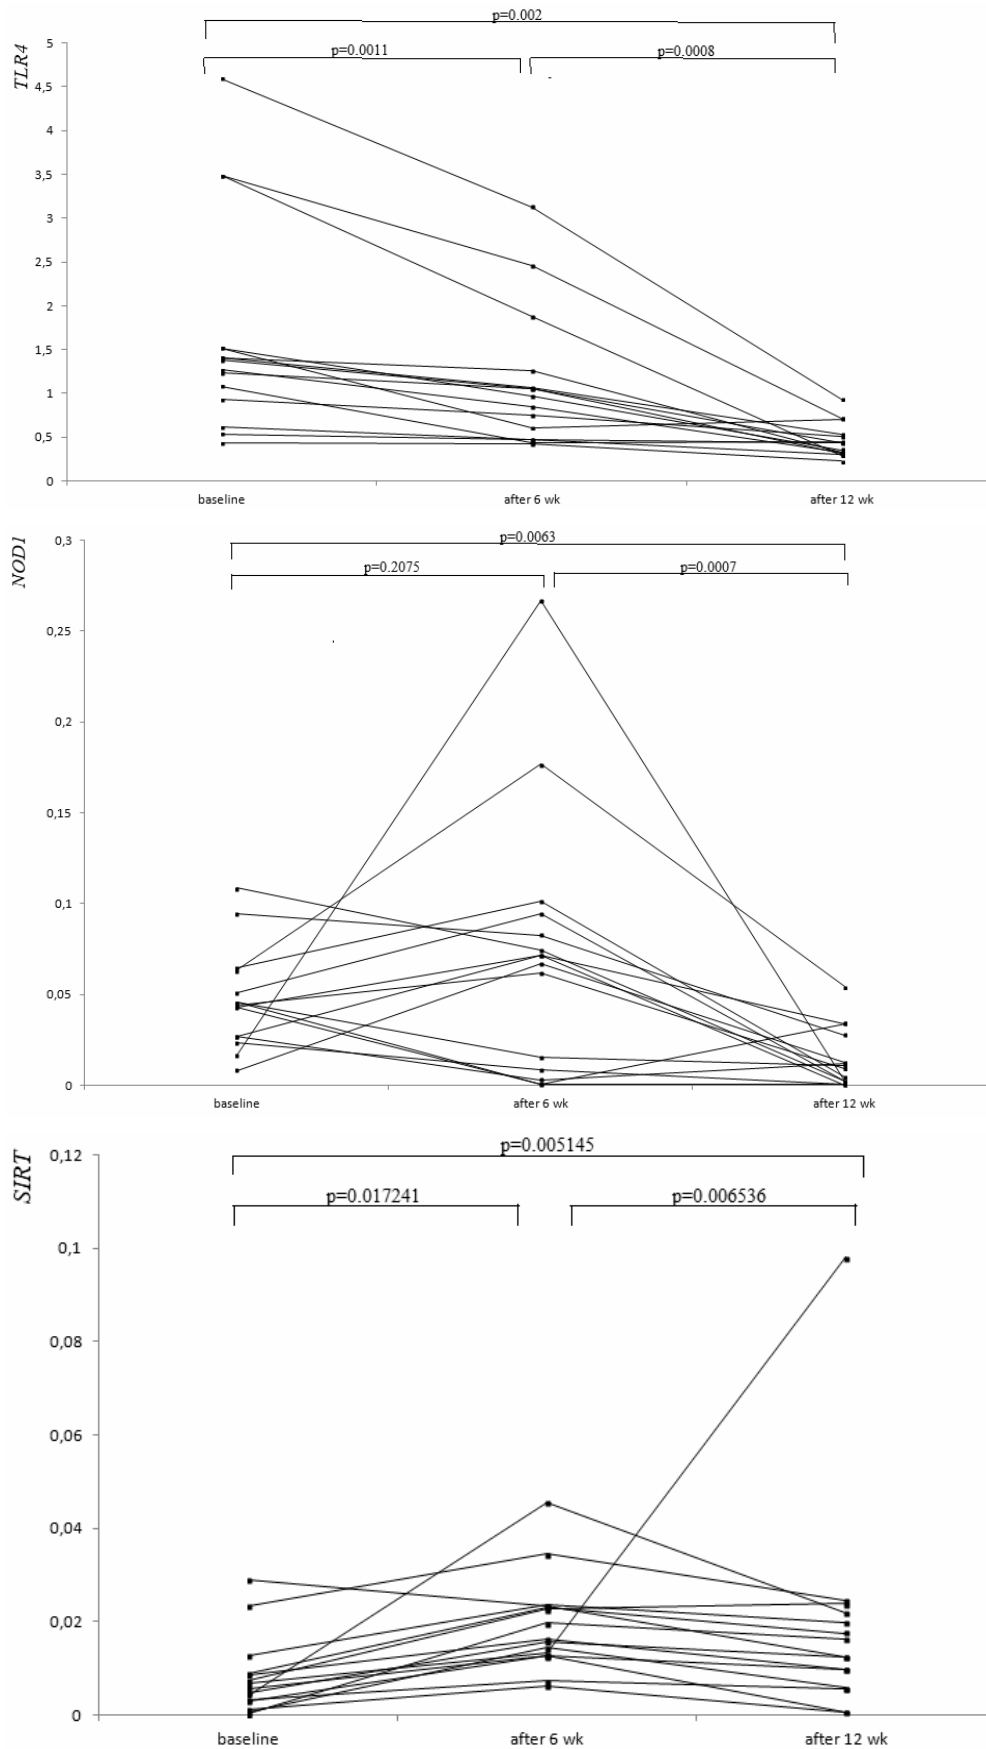 p=0.002
p=0.0011 p=0.0008
TLR4
5
4,5
4
3,5
3
2,5
2
1,5
1
0,5
0
baseline after 6 wk after 12 wk
NOD1
p=0.0063
p=0.2075 p=0.0007
0,3
0,25
0,2
0,15
0,1
0,05
0
baseline after 6 wk after 12 wk
SIRT
p=0.005145
p=0.017241 p=0.006536
0,12
0,1
0,08
0,06
0,04
0,02
0
baseline after 6 wk after 12 wk